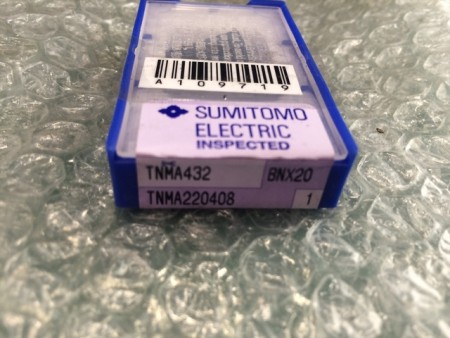 A109719
SUMITOMO
ELECTRIC
INSPECTED
TNMA432 BNX20
TNMA220408 1